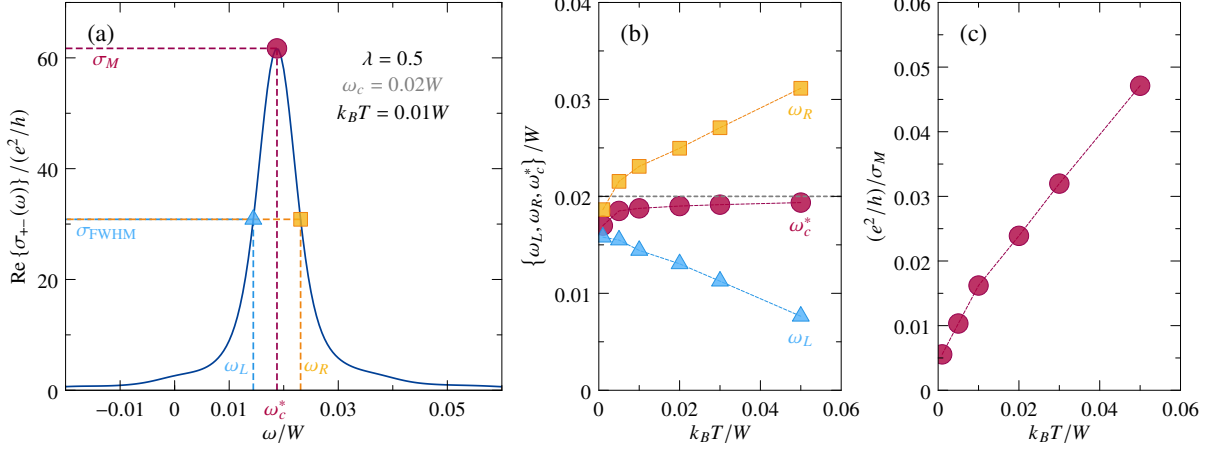 (a)
σ_M
λ = 0.5
ω_c = 0.02W
k_BT = 0.01W
σ_FWHM
ω_L
ω_R
Re {σ_{+−}(ω)} / (e²/h)
60
40
20
0
−0.01 0 0.01 0.03 0.05
ω_c^*
ω/W
(b)
ω_R
ω_c^*
ω_L
{ω_L, ω_R, ω_c^*} /W
0.04
0.03
0.02
0.01
0
0 0.02 0.04 0.06
k_BT/W
(c)
(e²/h)/σ_M
0.06
0.05
0.04
0.03
0.02
0.01
0.00
0 0.02 0.04 0.06
k_BT/W